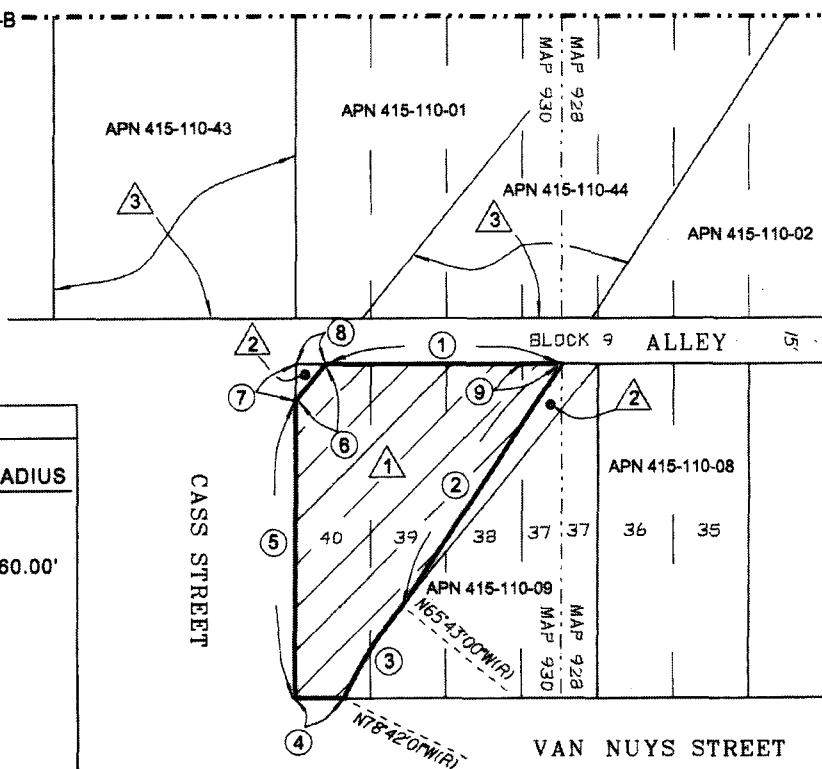 -B
MAP 930
MAP 928
APN 415-110-43
APN 415-110-01
3
APN 415-110-44
3
APN 415-110-02
8
2
1
BLOCK 9
ALLEY
15'
7
9
6
2
ADIUS
1
APN 415-110-08
2
CASS STREET
5
40
39
38
37
37
36
35
60.00'
APN 415-110-09
N65°43'00"W(R)
3
MAP 930
MAP 928
4
N78°42'01"W(R)
VAN NUYS STREET